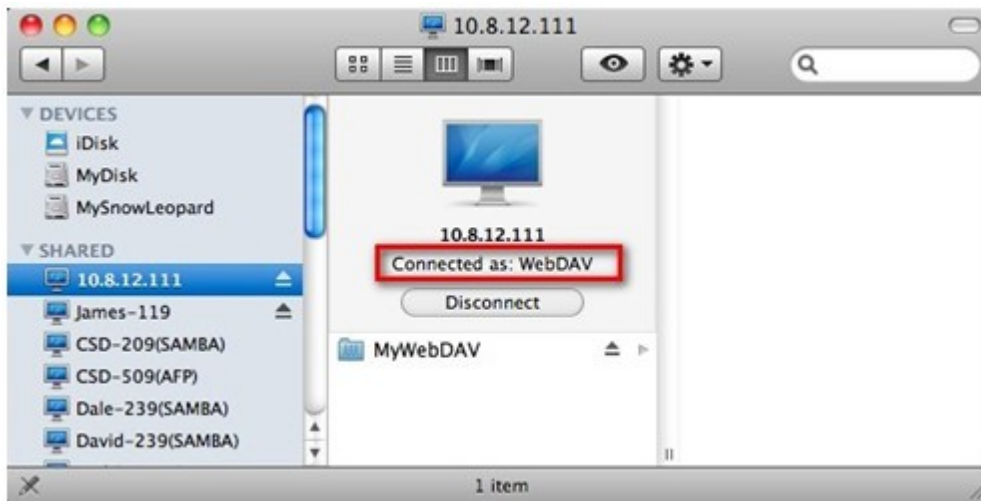 10.8.12.111
DEVICES
iDisk
MyDisk
MySnowLeopard
SHARED
10.8.12.111
James-119
CSD-209(SAMBA)
CSD-509(AFP)
Dale-239(SAMBA)
David-239(SAMBA)
10.8.12.111
Connected as: WebDAV
Disconnect
MyWebDAV
1 item